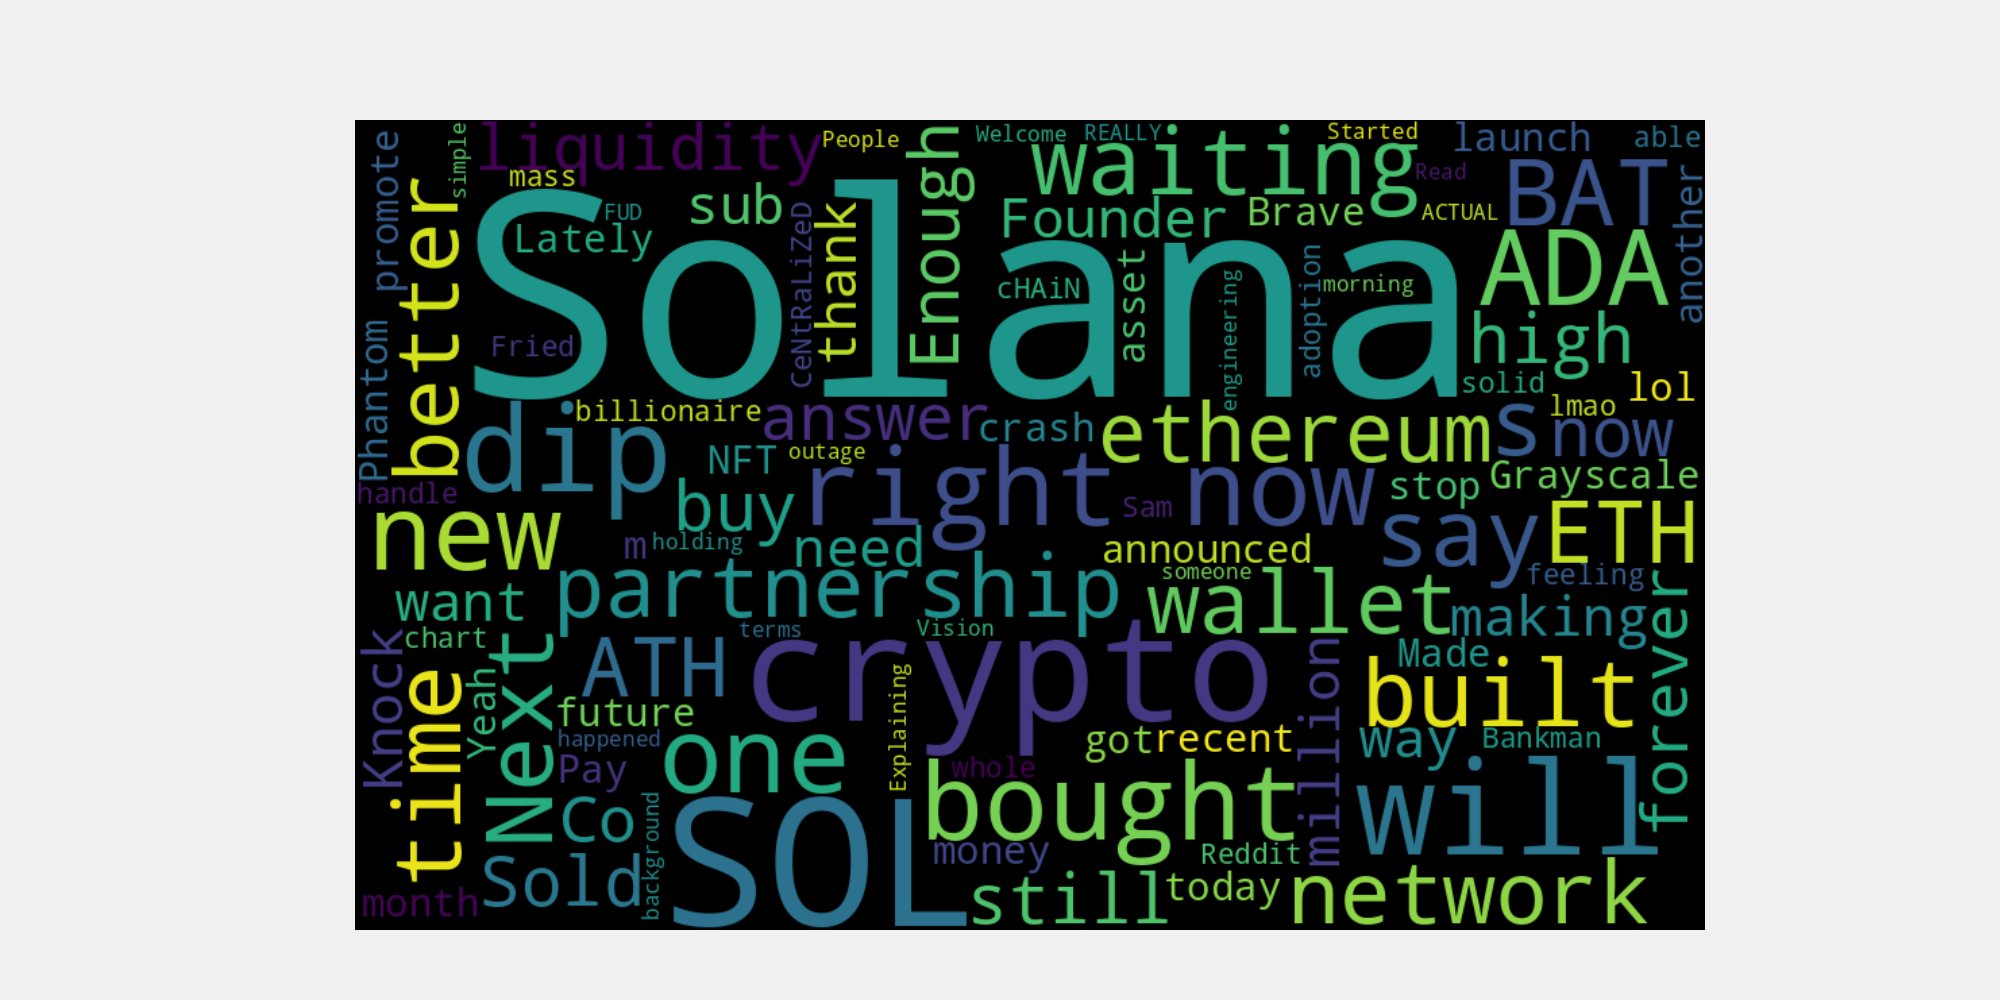 promote
simple
liquidity
People
Welcome
REALLY
Started
launch
able
mass
better
FUD
sub
Enough
waiting
Read
BAT
another
Lately
CeNtRaLiZeD
thank
Founder
Brave
ACTUAL
Solana
cHAiN
asset
engineering
adoption
morning
ADA
high
Phantom
Fried
solid
lol
billionaire
answer
crash
ethereum
s
lmao
now
dip
NFT
outage
right now
stop
Grayscale
handle
buy
Sam
say
ETH
new
m
holding
need
announced
someone
feeling
want
partnership
wallet
making
forever
Knock
chart
Next
terms
Vision
crypto
Made
time
Yeah
ATH
Explaining
million
built
future
happened
one
got
recent
way
Bankman
Pay
whole
Co
background
SOL
bought
will
money
Reddit
month
Sold
still
today
network